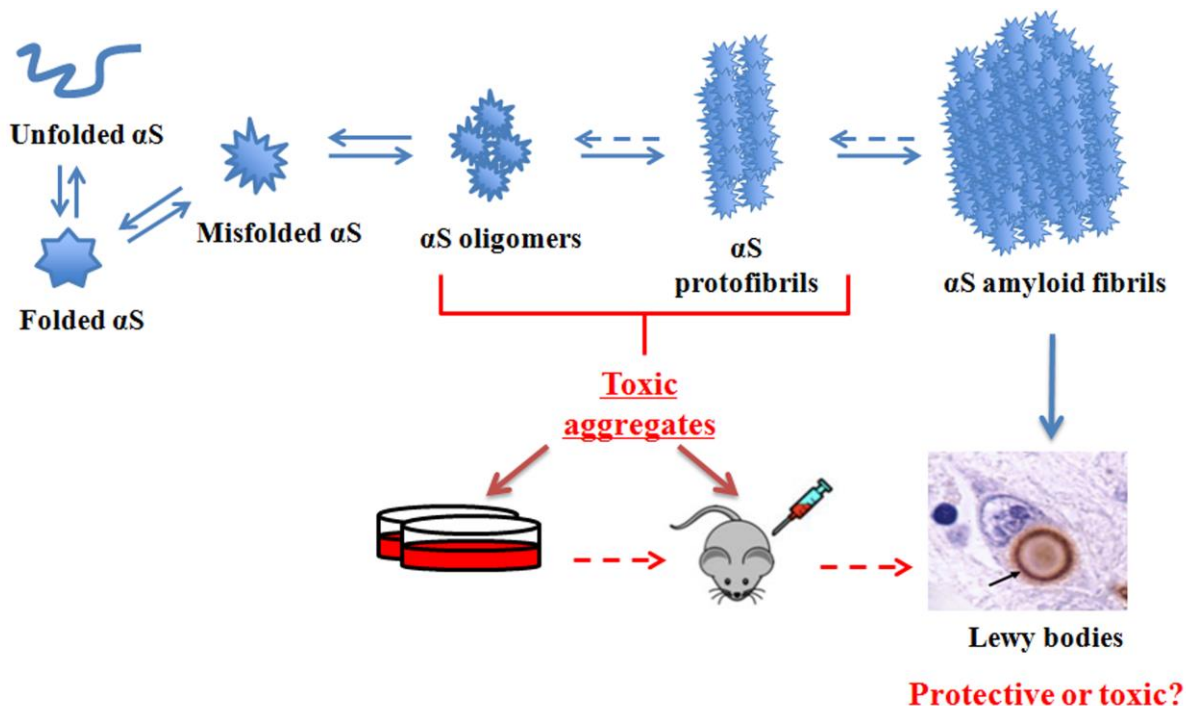 Unfolded αS
Misfolded αS
Folded αS
αS oligomers
αS
protofibrils
αS amyloid fibrils
Toxic
aggregates
Lewy bodies
Protective or toxic?